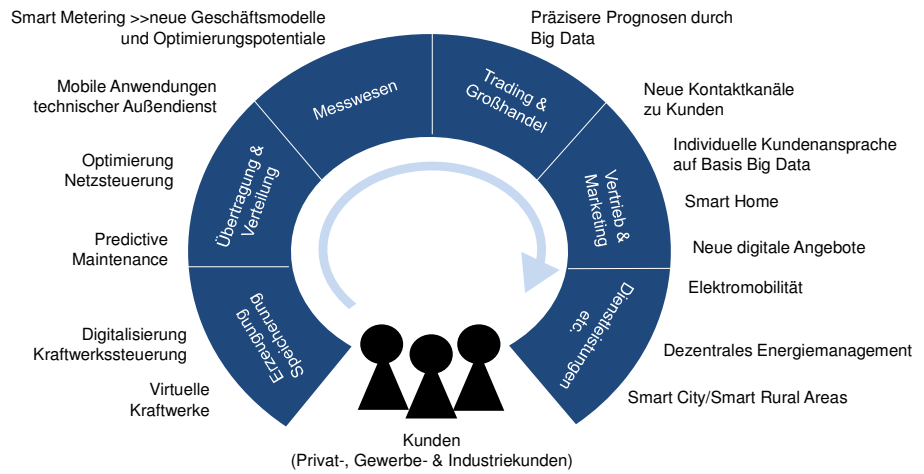 Smart Metering >>neue Geschäftsmodelle
und Optimierungspotentiale
Präzisere Prognosen durch
Big Data
Mobile Anwendungen
technischer Außendienst
Messwesen
Trading &
Großhandel
Neue Kontaktkanäle
zu Kunden
Optimierung
Netzsteuerung
Übertragung &
Verteilung
Vertrieb &
Marketing
Individuelle Kundenansprache
auf Basis Big Data
Smart Home
Predictive
Maintenance
Neue digitale Angebote
Elektromobilität
Digitalisierung
Kraftwerkssteuerung
Erzeugung
Speicherung
Dienstleistungen
etc.
Dezentrales Energiemanagement
Virtuelle
Kraftwerke
Smart City/Smart Rural Areas
Kunden
(Privat-, Gewerbe- & Industriekunden)